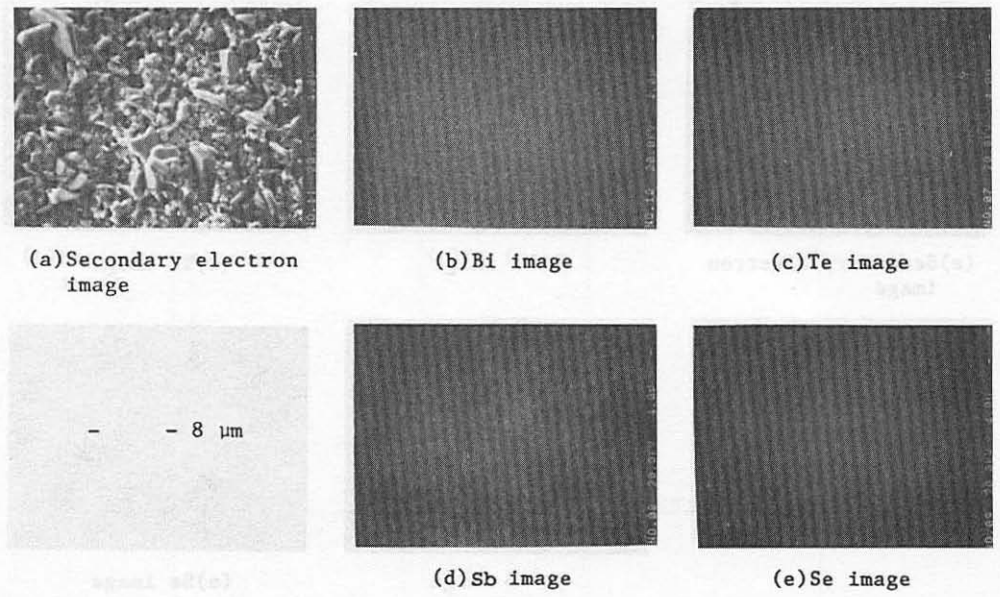 (a)Secondary electron
image
(b)Bi image
(c)Te image
- - 8 μm
(d)Sb image
(e)Se image